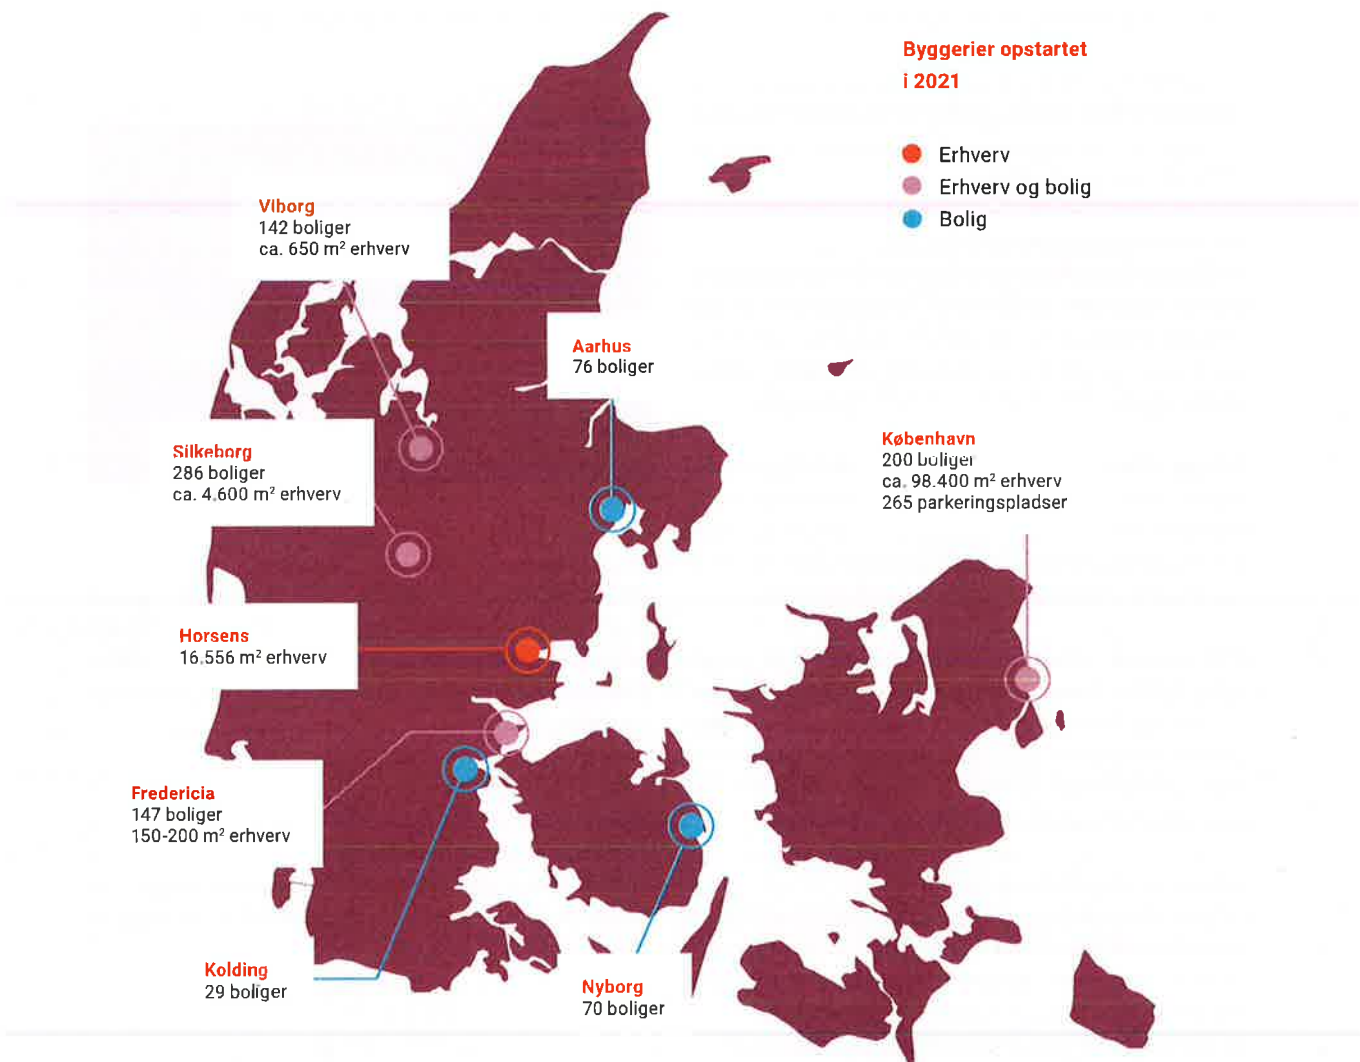 Byggerier opstartet
i 2021
Erhverv
Erhverv og bolig
Bolig
Viborg
142 boliger
ca. 650 m² erhverv
Aarhus
76 boliger
Silkeborg
286 boliger
ca. 4.600 m² erhverv
København
200 boliger
ca. 98.400 m² erhverv
265 parkeringspladser
Horsens
16.556 m² erhverv
Fredericia
147 boliger
150-200 m² erhverv
Kolding
29 boliger
Nyborg
70 boliger